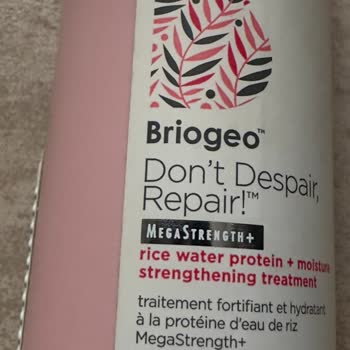 Briogeo™
Don't Despair,
Repair!™
MEGASTRENGTH+
rice water protein + moisture
strengthening treatment
traitement fortifiant et hydratant
à la protéine d'eau de riz
MegaStrength+